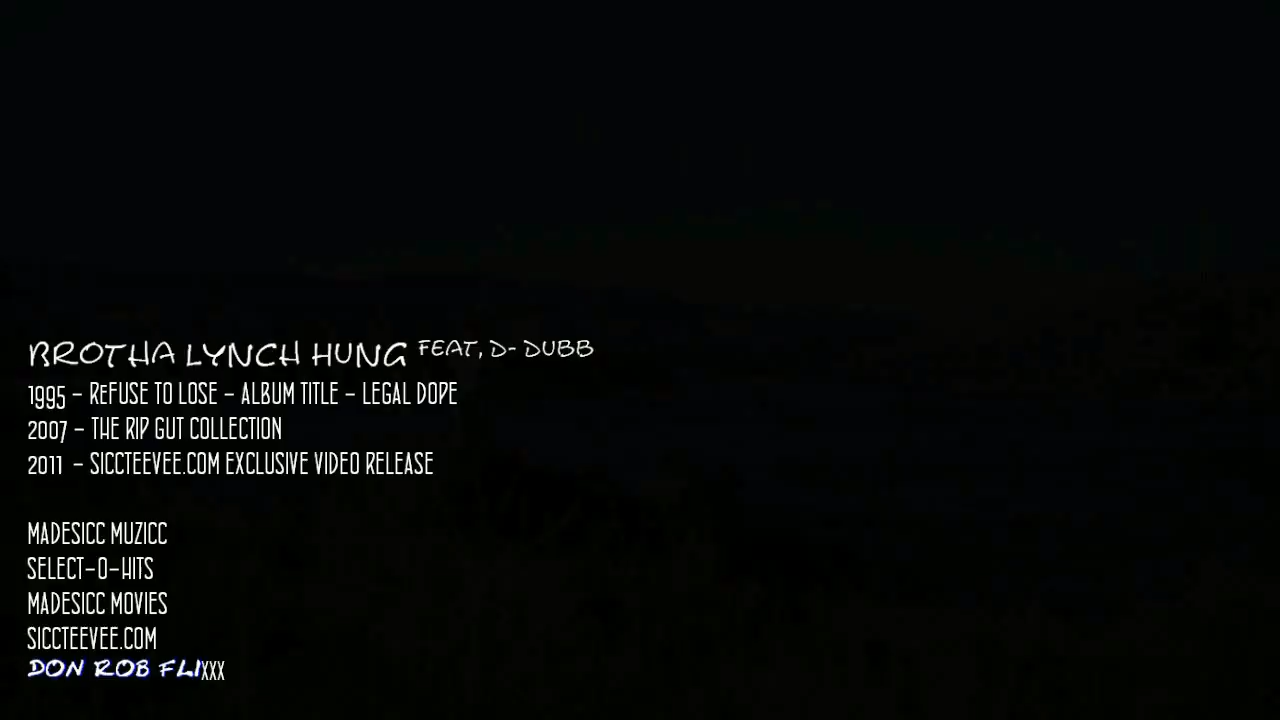 BROTHA LYNCH HUNG FEAT, D- DUBB
1995 - REFUSE TO LOSE - ALBUM TITLE - LEGAL DOPE
2007 - THE RIP GUT COLLECTION
2011 - SICCTEEVEE.COM EXCLUSIVE VIDEO RELEASE
MADESICC MUZICC
SELECT-O-HITS
MADESICC MOVIES
SICCTEEVEE.COM
DON ROB FLIXXX